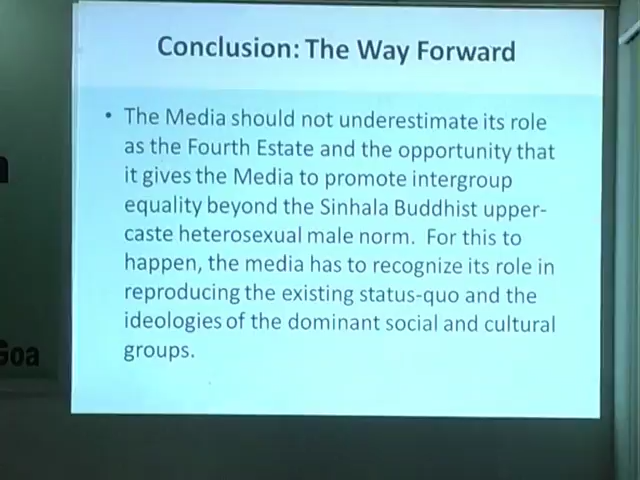 Conclusion: The Way Forward
• The Media should not underestimate its role
as the Fourth Estate and the opportunity that
it gives the Media to promote intergroup
equality beyond the Sinhala Buddhist upper-
caste heterosexual male norm.  For this to
happen, the media has to recognize its role in
reproducing the existing status-quo and the
ideologies of the dominant social and cultural
groups.
Goa